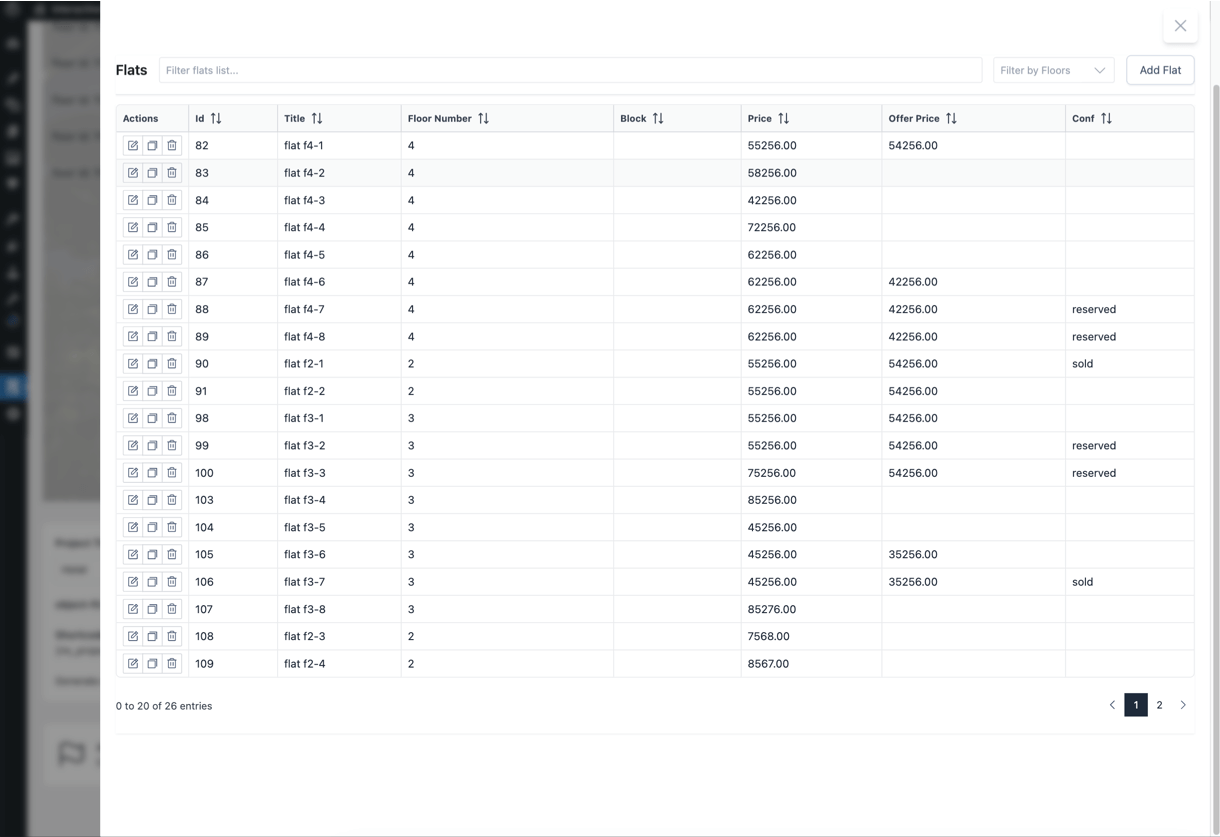 Flats Filter flats list... Filter by Floors Add Flat
Actions Id Title Floor Number Block Price Offer Price Conf
82 flat f4-1 4 55256.00 54256.00
83 flat f4-2 4 58256.00
84 flat f4-3 4 42256.00
85 flat f4-4 4 72256.00
86 flat f4-5 4 62256.00
87 flat f4-6 4 62256.00 42256.00
88 flat f4-7 4 62256.00 42256.00 reserved
89 flat f4-8 4 62256.00 42256.00 reserved
90 flat f2-1 2 55256.00 54256.00 sold
91 flat f2-2 2 55256.00 54256.00
98 flat f3-1 3 55256.00 54256.00
99 flat f3-2 3 55256.00 54256.00 reserved
100 flat f3-3 3 75256.00 54256.00 reserved
103 flat f3-4 3 85256.00
104 flat f3-5 3 45256.00
105 flat f3-6 3 45256.00 35256.00
106 flat f3-7 3 45256.00 35256.00 sold
107 flat f3-8 3 85276.00
108 flat f2-3 2 7568.00
109 flat f2-4 2 8567.00
0 to 20 of 26 entries 1 2